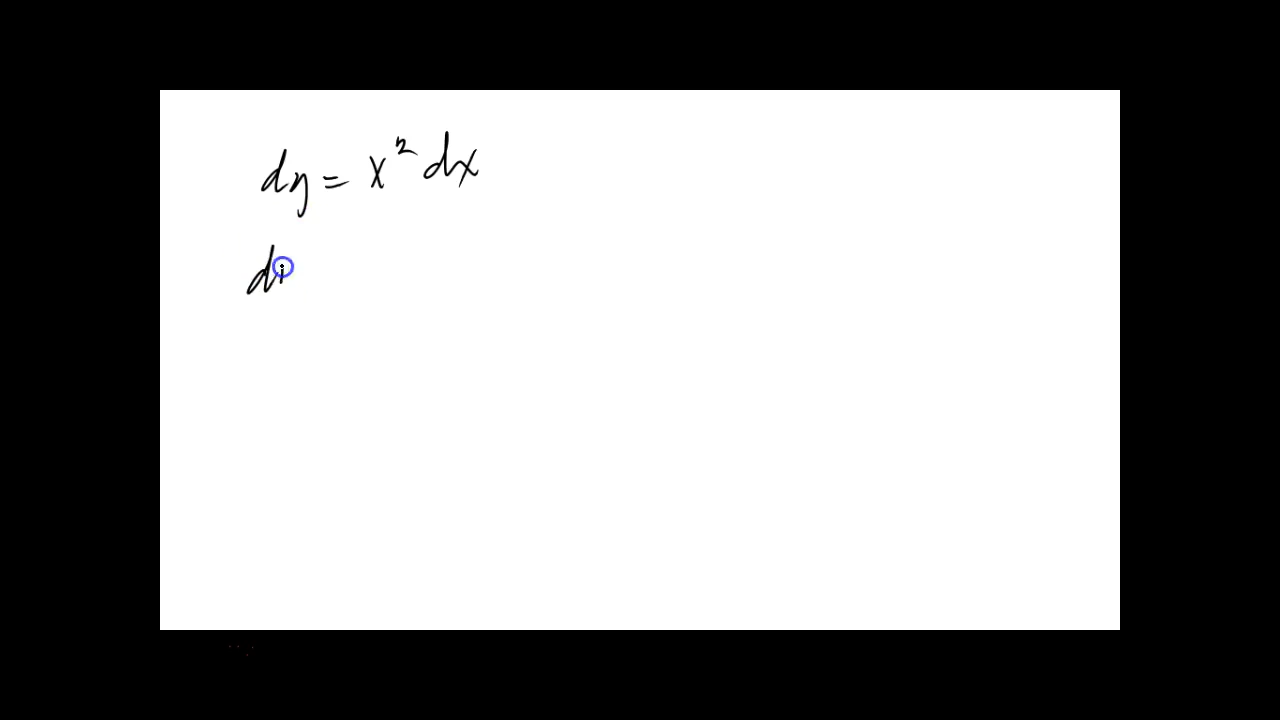 dy = x² dx
d